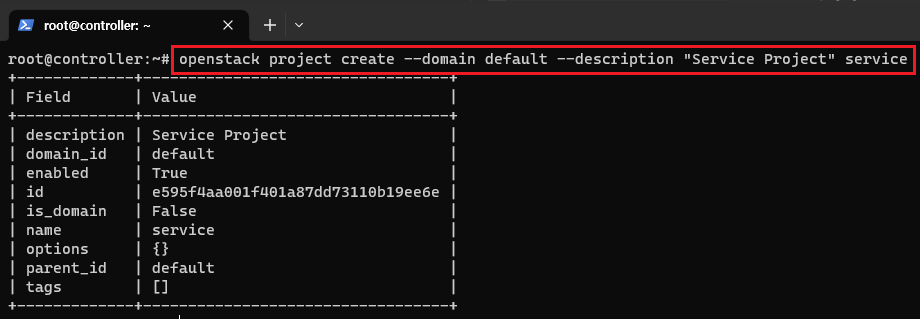 root@controller: ~
root@controller:~# openstack project create --domain default --description "Service Project" service
+-------------+----------------------------------+
| Field       | Value                            |
+-------------+----------------------------------+
| description | Service Project                  |
| domain_id   | default                          |
| enabled     | True                             |
| id          | e595f4aa001f401a87dd73110b19ee6e |
| is_domain   | False                            |
| name        | service                          |
| options     | {}                               |
| parent_id   | default                          |
| tags        | []                               |
+-------------+----------------------------------+